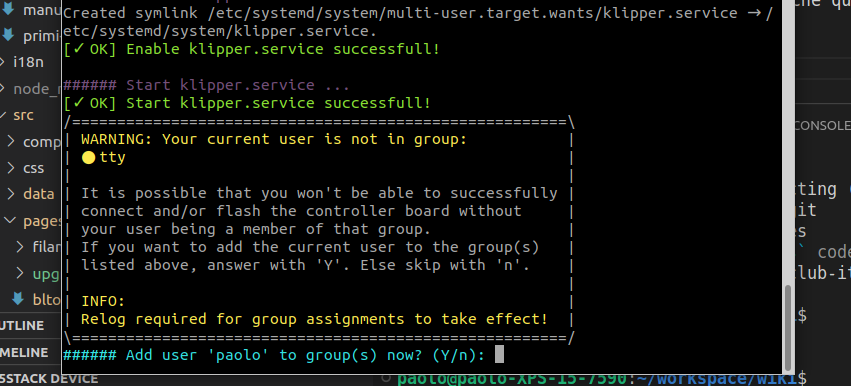 manu
primi
i18n
node_
src
comp
css
data
pages
filar
upg
blto
UTLINE
MELINE
SSTACK DEVICE
Created symlink /etc/systemd/system/multi-user.target.wants/klipper.service → /
etc/systemd/system/klipper.service.
[✓ OK] Enable klipper.service successfull!
###### Start klipper.service ...
[✓ OK] Start klipper.service successfull!
/=======================================================\
| WARNING: Your current user is not in group: |
| ● tty |
| |
| It is possible that you won't be able to successfully |
| connect and/or flash the controller board without |
| your user being a member of that group. |
| If you want to add the current user to the group(s) |
| listed above, answer with 'Y'. Else skip with 'n'. |
| |
| INFO: |
| Relog required for group assignments to take effect! |
\=======================================================/
###### Add user 'paolo' to group(s) now? (Y/n):
che qu
CONSOLE
cting
git
es
` code
club-it
$
paolo@paolo-XPS-15-7590:~/workspace/wiki$